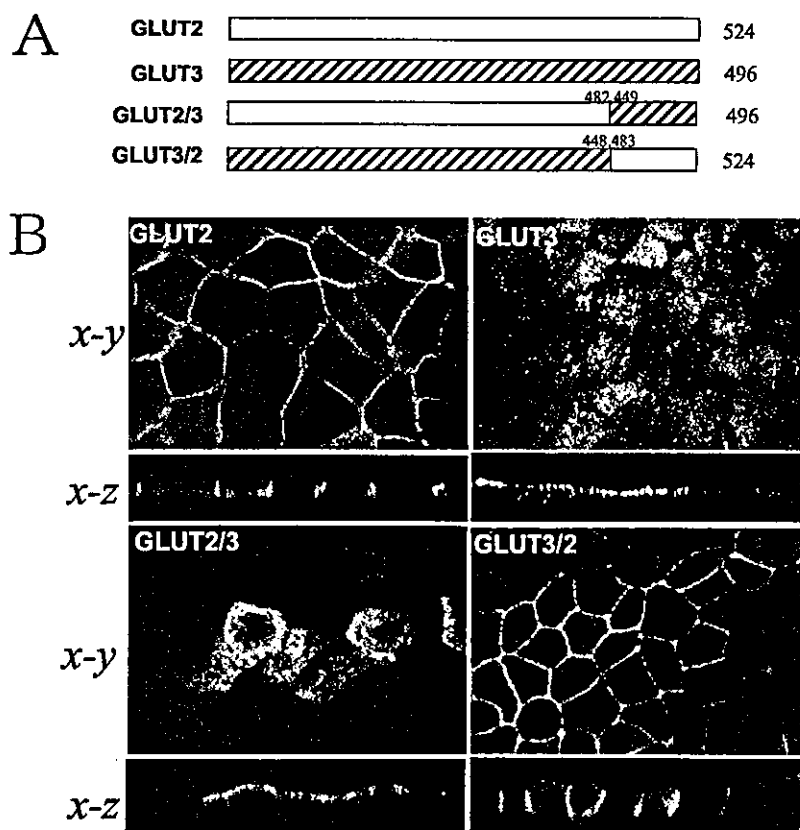 A
GLUT2 524
GLUT3 496
482 449
GLUT2/3 496
448 483
GLUT3/2 524
B
GLUT2 GLUT3
x-y
x-z
GLUT2/3 GLUT3/2
x-y
x-z